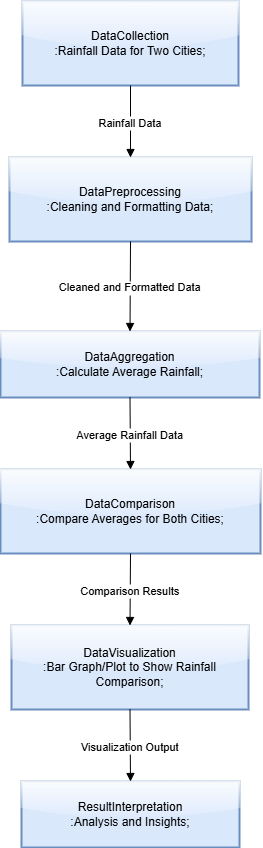 DataCollection
:Rainfall Data for Two Cities;
Rainfall Data
DataPreprocessing
:Cleaning and Formatting Data;
Cleaned and Formatted Data
DataAggregation
:Calculate Average Rainfall;
Average Rainfall Data
DataComparison
:Compare Averages for Both Cities;
Comparison Results
DataVisualization
:Bar Graph/Plot to Show Rainfall
Comparison;
Visualization Output
ResultInterpretation
:Analysis and Insights;